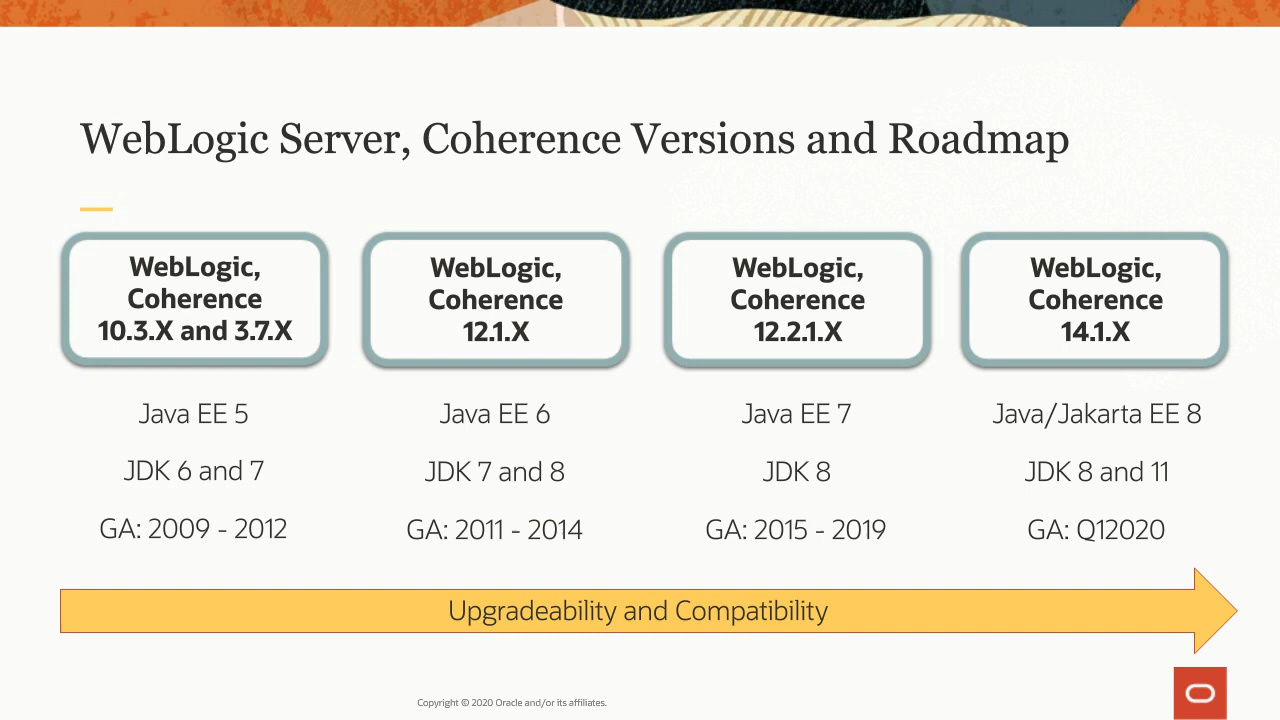 WebLogic Server, Coherence Versions and Roadmap
WebLogic,
Coherence
10.3.X and 3.7.X
Java EE 5
JDK 6 and 7
GA: 2009 - 2012
WebLogic,
Coherence
12.1.X
Java EE 6
JDK 7 and 8
GA: 2011 - 2014
WebLogic,
Coherence
12.2.1.X
Java EE 7
JDK 8
GA: 2015 - 2019
WebLogic,
Coherence
14.1.X
Java/Jakarta EE 8
JDK 8 and 11
GA: Q12020
Upgradeability and Compatibility
Copyright © 2020 Oracle and/or its affiliates.